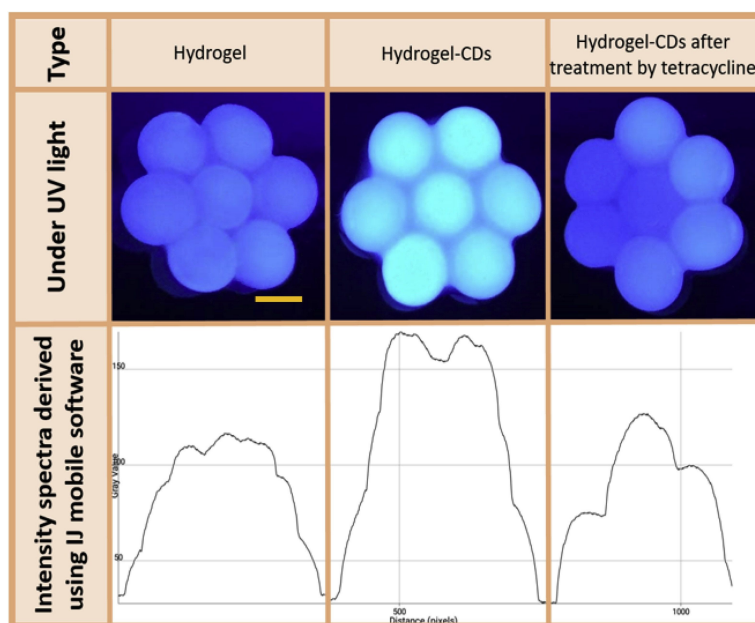 Type
Hydrogel
Hydrogel-CDs
Hydrogel-CDs after
treatment by tetracycline
Under UV light
Intensity spectra derived
using IJ mobile software
150
100
50
Gray Value
500
1000
Distance (pixels)